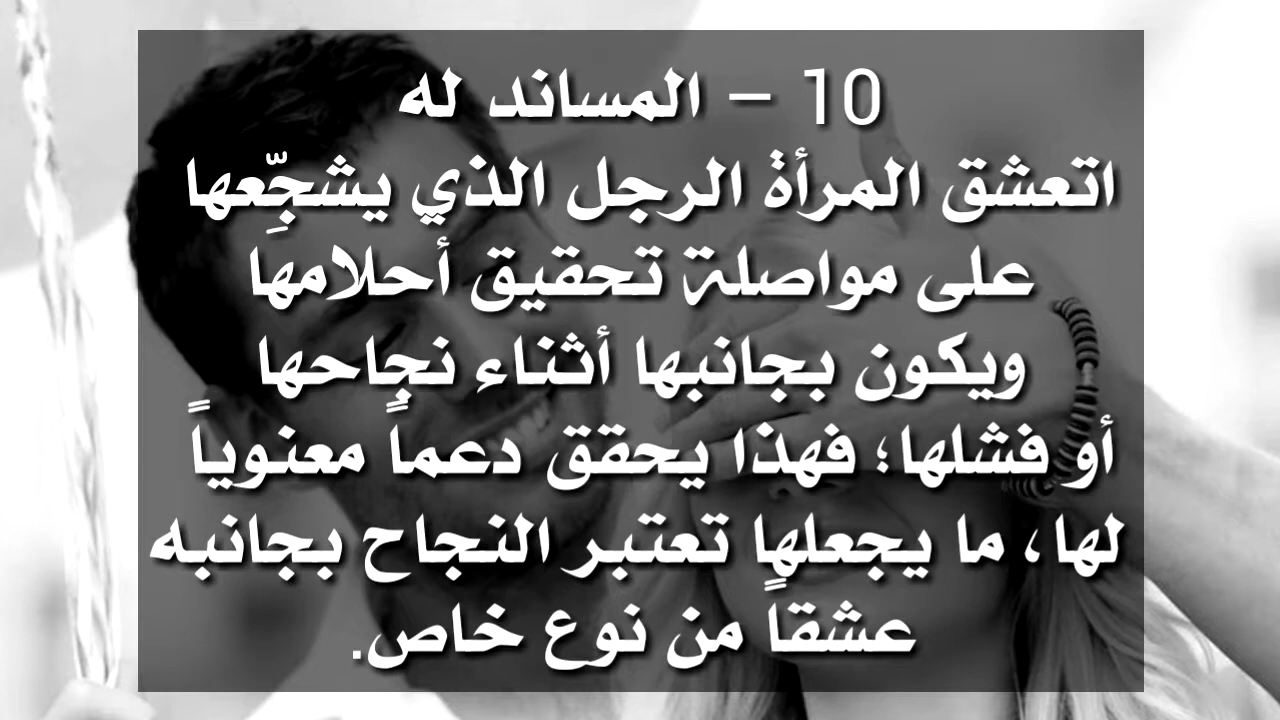 10 – المساند له
اتعشق المرأة الرجل الذي يشجِّعها
على مواصلة تحقيق أحلامها
ويكون بجانبها أثناء نجاحها
أو فشلها؛ فهذا يحقق دعماً معنوياً
لها، ما يجعلها تعتبر النجاح بجانبه
عشقاً من نوع خاص.